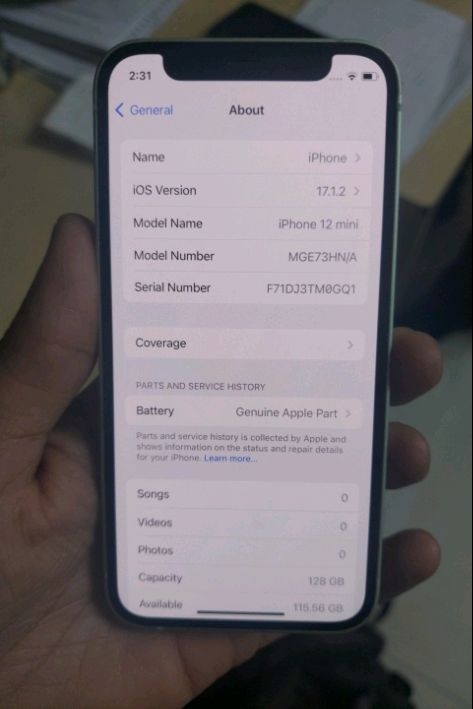 2:31
General
About
Name iPhone
iOS Version 17.1.2
Model Name iPhone 12 mini
Model Number MGE73HN/A
Serial Number F71DJ3TM0GQ1
Coverage
PARTS AND SERVICE HISTORY
Battery Genuine Apple Part
Parts and service history is collected by Apple and
shows information on the status and repair details
for your iPhone. Learn more...
Songs 0
Videos 0
Photos 0
Capacity 128 GB
Available 115.56 GB